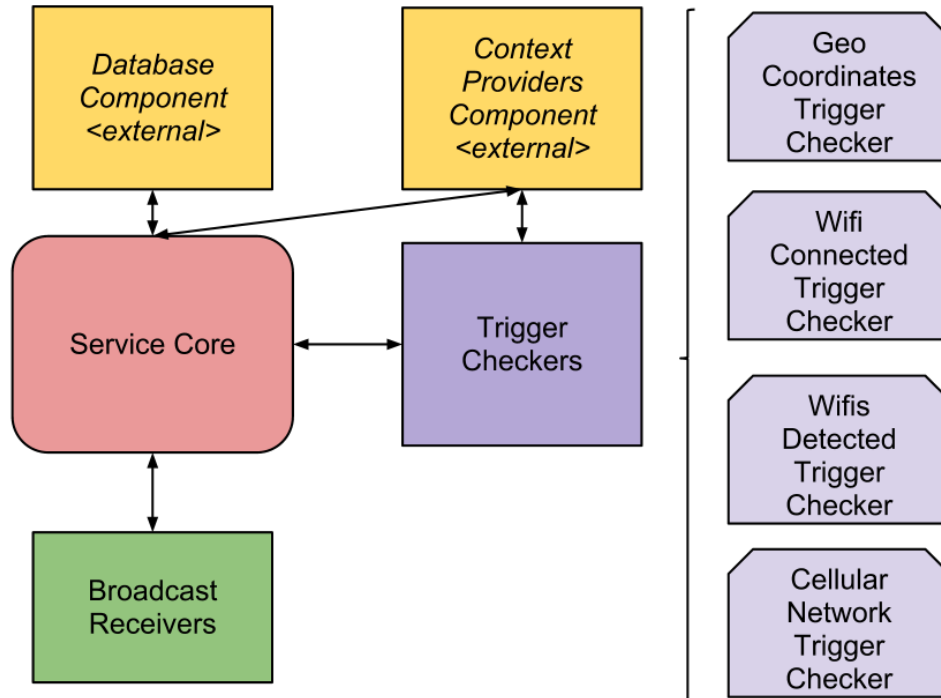 Database
Component
<external>
Context
Providers
Component
<external>
Service Core
Trigger
Checkers
Broadcast
Receivers
Geo
Coordinates
Trigger
Checker
Wifi
Connected
Trigger
Checker
Wifis
Detected
Trigger
Checker
Cellular
Network
Trigger
Checker